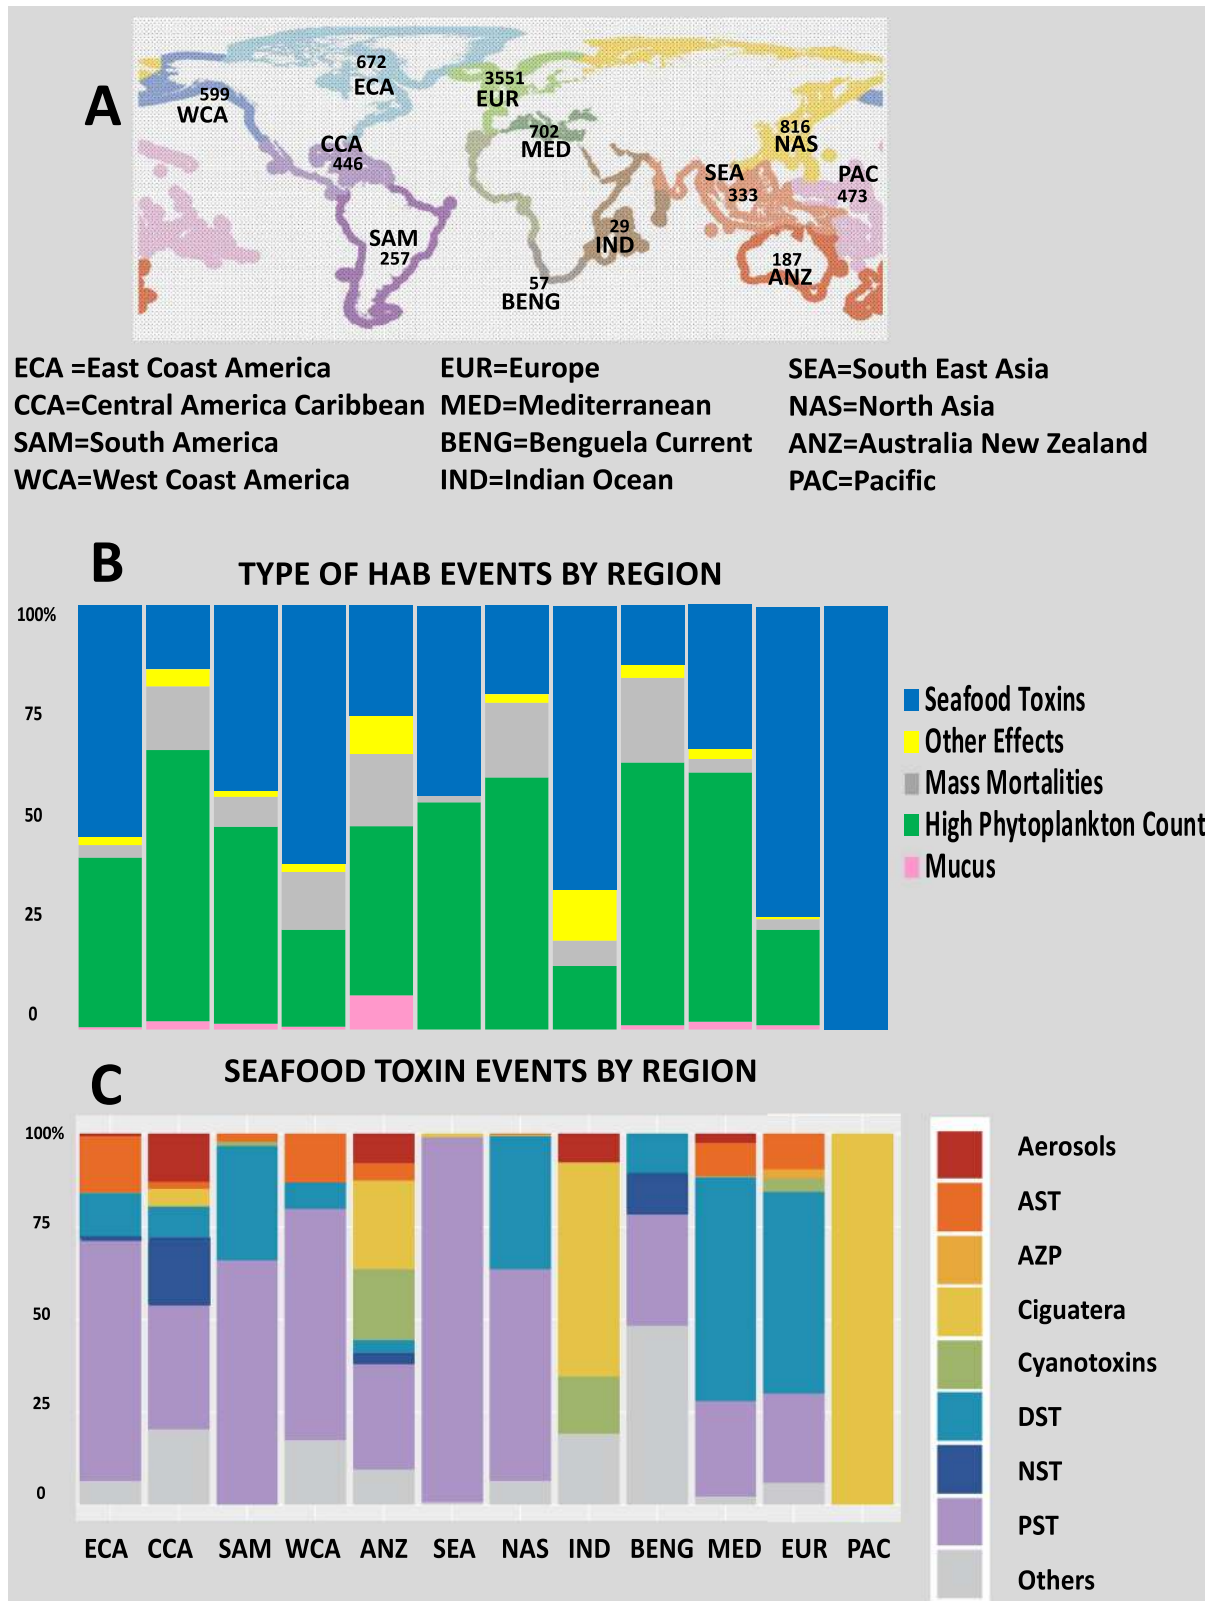 A
672
ECA
599
WCA
3551
EUR
CCA
446
702
MED
816
NAS
SEA
333
PAC
473
SAM
257
29
IND
187
ANZ
57
BENG
ECA =East Coast America EUR=Europe SEA=South East Asia
CCA=Central America Caribbean MED=Mediterranean NAS=North Asia
SAM=South America BENG=Benguela Current ANZ=Australia New Zealand
WCA=West Coast America IND=Indian Ocean PAC=Pacific
B
TYPE OF HAB EVENTS BY REGION
100%
75
50
25
0
Seafood Toxins
Other Effects
Mass Mortalities
High Phytoplankton Count
Mucus
C
SEAFOOD TOXIN EVENTS BY REGION
100%
75
50
25
0
Aerosols
AST
AZP
Ciguatera
Cyanotoxins
DST
NST
PST
Others
ECA CCA SAM WCA ANZ SEA NAS IND BENG MED EUR PAC